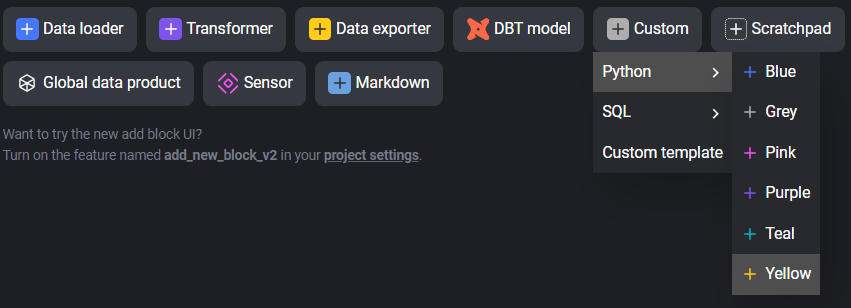 Data loader
Transformer
Data exporter
DBT model
Custom
Scratchpad
Global data product
Sensor
Markdown
Want to try the new add block UI?
Turn on the feature named add_new_block_v2 in your project settings.
Python
SQL
Custom template
Blue
Grey
Pink
Purple
Teal
Yellow